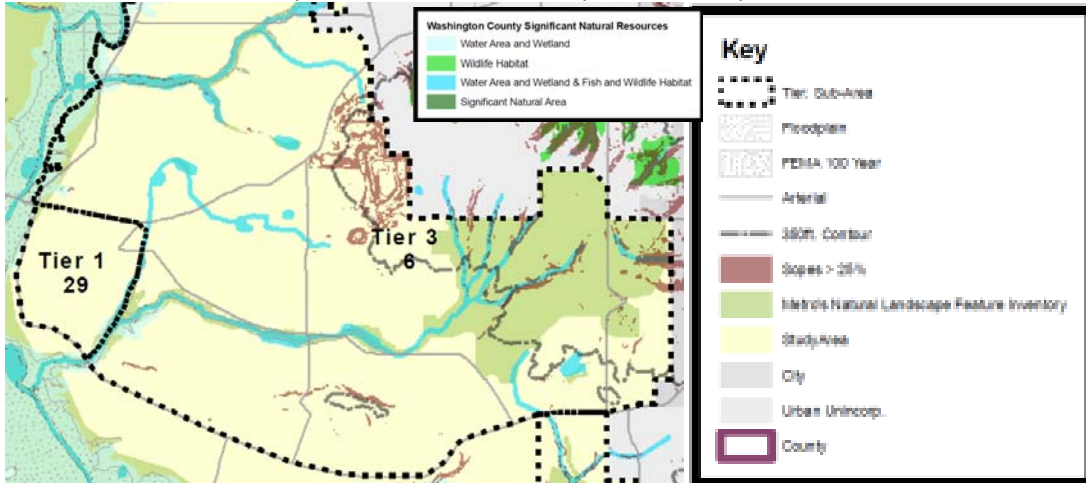 Washington County Significant Natural Resources
Water Area and Wetland
Wildlife Habitat
Water Area and Wetland & Fish and Wildlife Habitat
Significant Natural Area
Tier 1
29
Tier 3
6
Key
Tier: Sub-Area
Floodplain
FEMA 100 Year
Arterial
350ft. Contour
Slopes > 25%
Metro's Natural Landscape Feature Inventory
Study Area
City
Urban Unincorp.
County